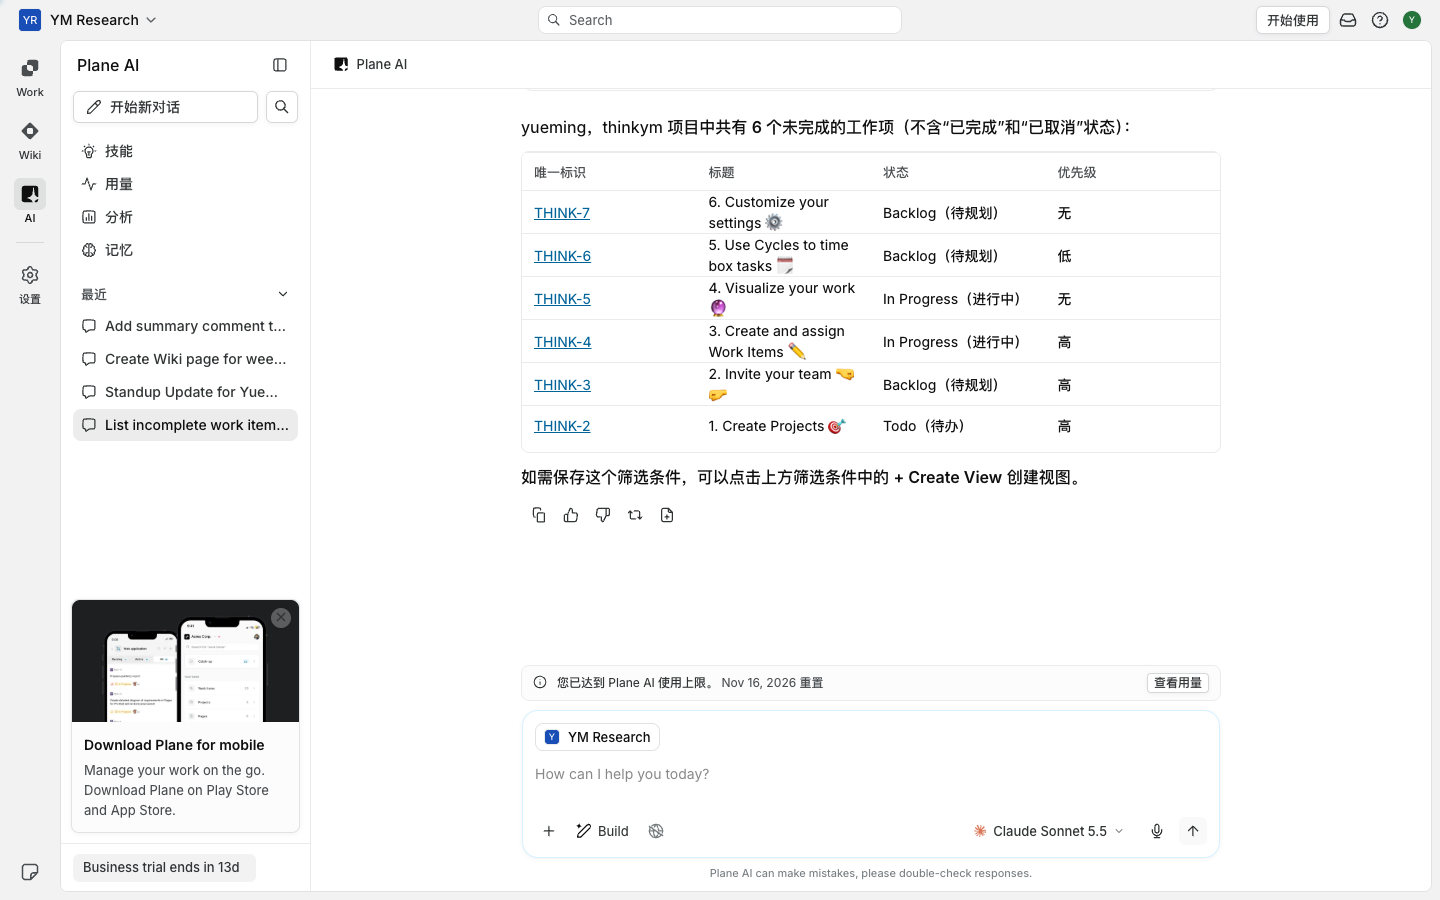 YR YM Research
Search
开始使用
Y
Work
Wiki
AI
设置
Plane AI
开始新对话
技能
用量
分析
记忆
最近
Add summary comment t...
Create Wiki page for wee...
Standup Update for Yue...
List incomplete work item...
Download Plane for mobile
Manage your work on the go.
Download Plane on Play Store
and App Store.
Business trial ends in 13d
Plane AI
yueming，thinkym 项目中共有 6 个未完成的工作项（不含“已完成”和“已取消”状态）：
唯一标识 标题 状态 优先级
THINK-7 6. Customize your settings ⚙️ Backlog（待规划） 无
THINK-6 5. Use Cycles to time box tasks 🗓️ Backlog（待规划） 低
THINK-5 4. Visualize your work 🔮 In Progress（进行中） 无
THINK-4 3. Create and assign Work Items ✏️ In Progress（进行中） 高
THINK-3 2. Invite your team 🤜🤛 Backlog（待规划） 高
THINK-2 1. Create Projects 🎯 Todo（待办） 高
如需保存这个筛选条件，可以点击上方筛选条件中的 + Create View 创建视图。
您已达到 Plane AI 使用上限。 Nov 16, 2026 重置
查看用量
Y YM Research
How can I help you today?
Build
Claude Sonnet 5.5
Plane AI can make mistakes, please double-check responses.